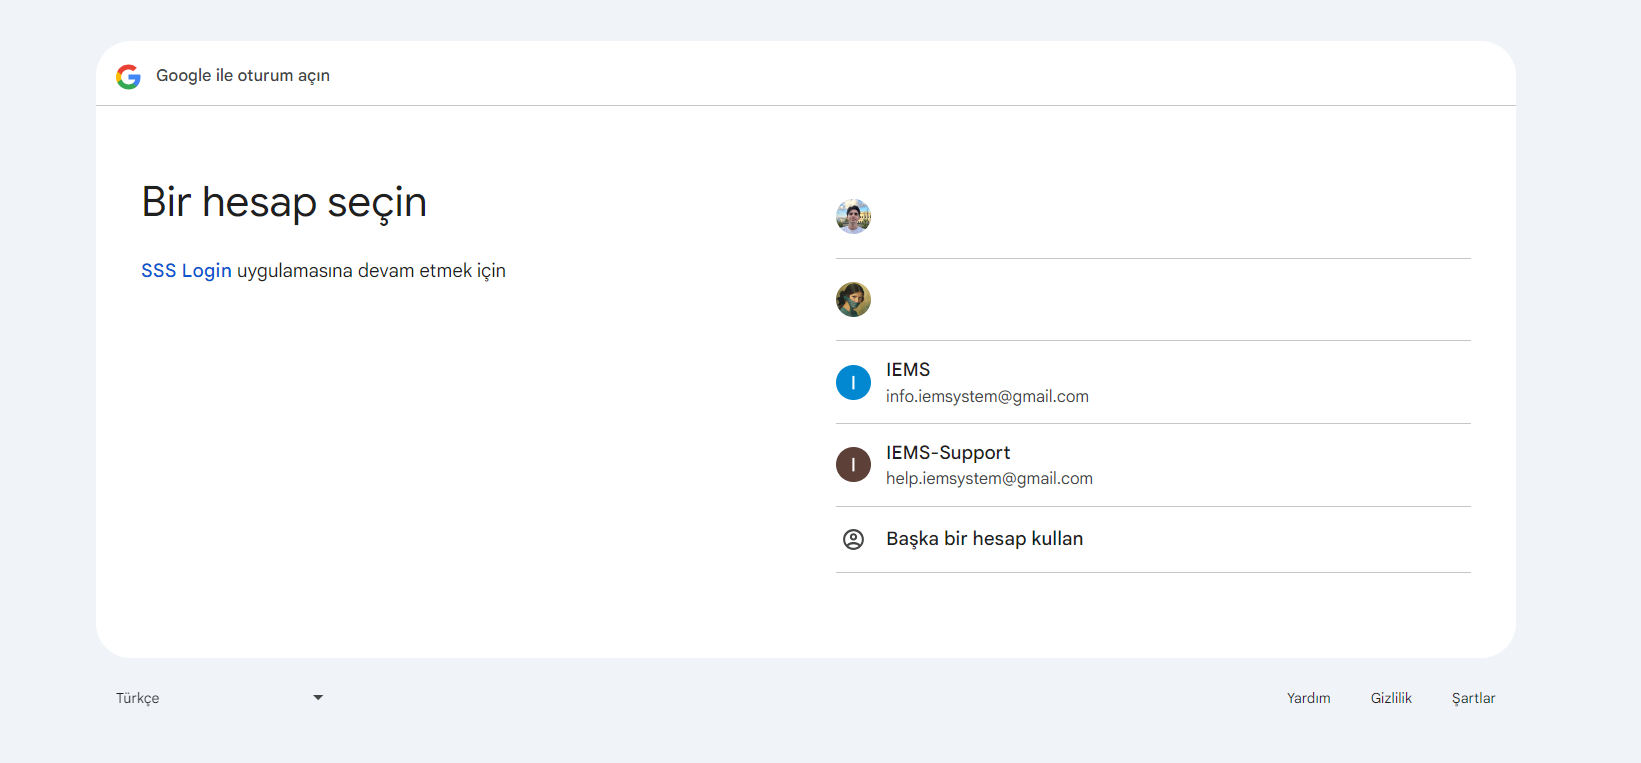 Google ile oturum açın
Bir hesap seçin
SSS Login uygulamasına devam etmek için
I
IEMS
info.iemsystem@gmail.com
I
IEMS-Support
help.iemsystem@gmail.com
Başka bir hesap kullan
Türkçe
Yardım
Gizlilik
Şartlar